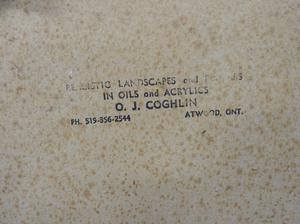 REALISTIC LANDSCAPES and
IN OILS and ACRYLICS
O. J. COGHLIN
PH. 519-356-2544 ATWOOD, ONT.